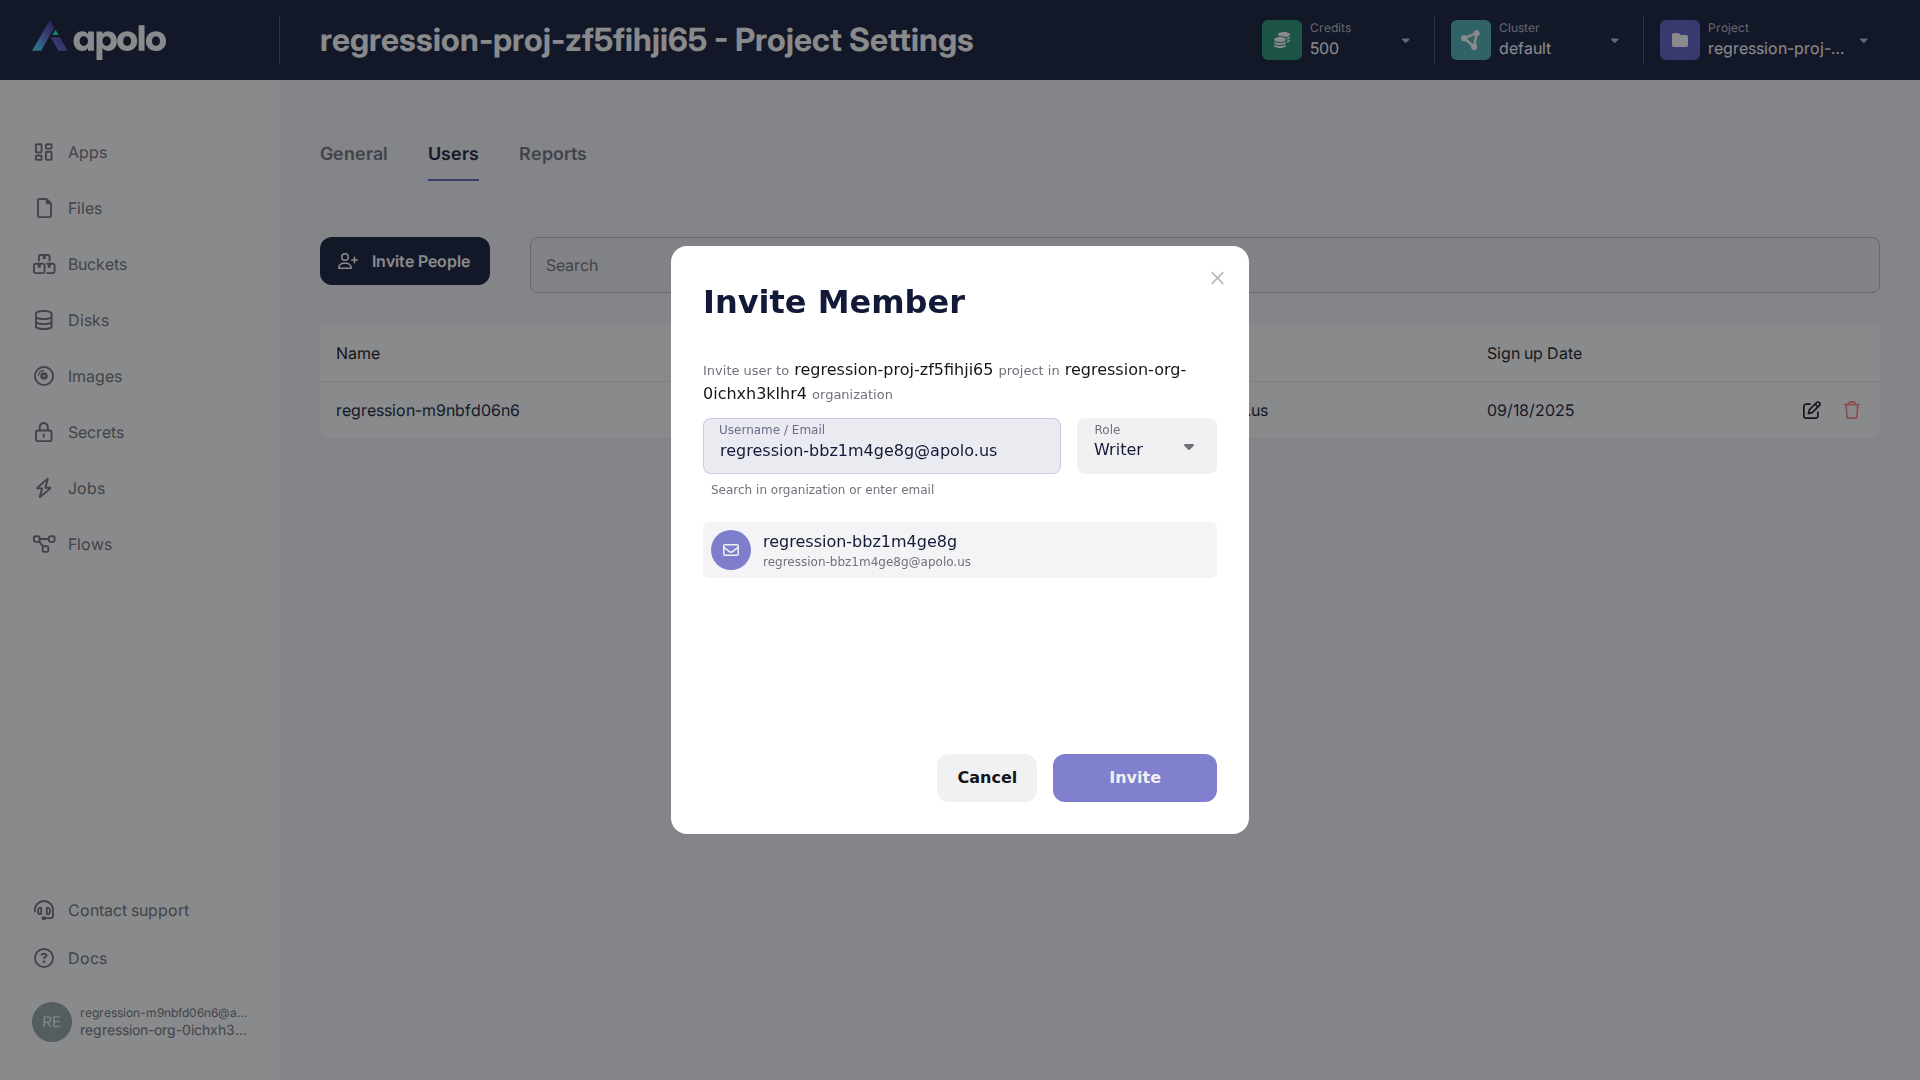 apolo
regression-proj-zf5fihji65 - Project Settings
Credits
500
Cluster
default
Project
regression-proj-...
Apps
Files
Buckets
Disks
Images
Secrets
Jobs
Flows
Contact support
Docs
RE
regression-m9nbfd06n6@a...
regression-org-0ichxh3...
General
Users
Reports
Invite People
Search
Name
Sign up Date
regression-m9nbfd06n6
.us
09/18/2025
Invite Member
Invite user to regression-proj-zf5fihji65 project in regression-org-
0ichxh3klhr4 organization
Username / Email
regression-bbz1m4ge8g@apolo.us
Role
Writer
Search in organization or enter email
regression-bbz1m4ge8g
regression-bbz1m4ge8g@apolo.us
Cancel
Invite